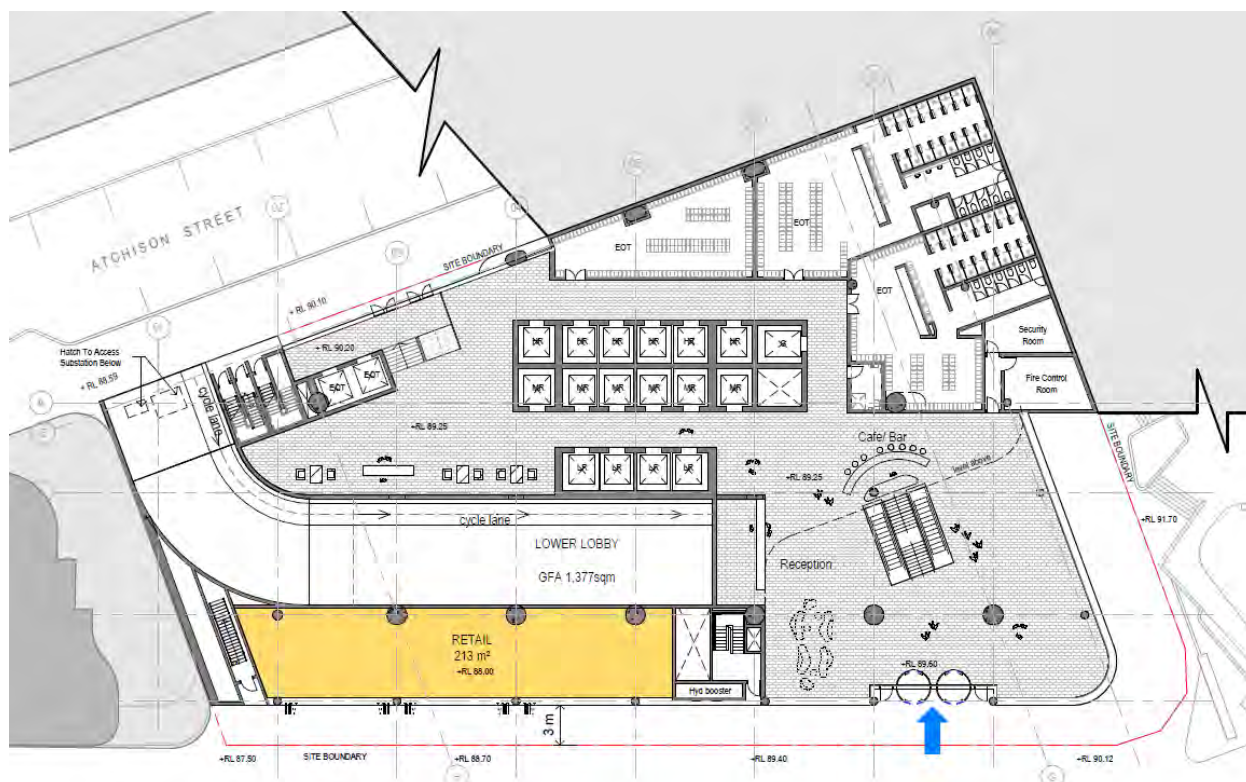 ATCHISON STREET
SITE BOUNDARY
+ RL 90.10
+ RL 90.20
Hatch To Access
Substation Below
+ RL 88.59
cycle lane
EOT
EOT
EOT
EOT
EOT
Security
Room
Fire Control
Room
SITE BOUNDARY
+RL 91.70
+RL 89.25
Cafe/ Bar
level above
+RL 89.25
cycle lane
LOWER LOBBY
GFA 1,377sqm
Reception
RETAIL
213 m²
+RL 88.00
Hyd booster
+RL 89.50
3 m
+RL 87.50
SITE BOUNDARY
+RL 88.70
+RL 89.40
+RL 90.12